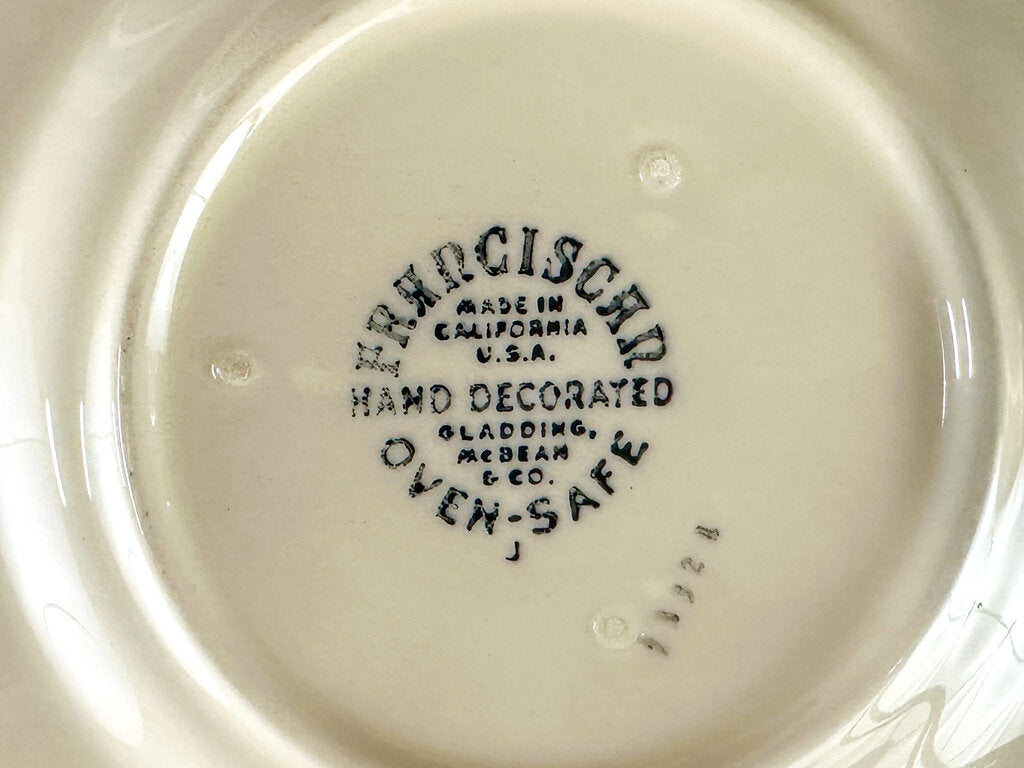 FRANCISCAN
MADE IN
CALIFORNIA
U.S.A.
HAND DECORATED
GLADDING,
McBEAN
& CO.
OVEN-SAFE
J